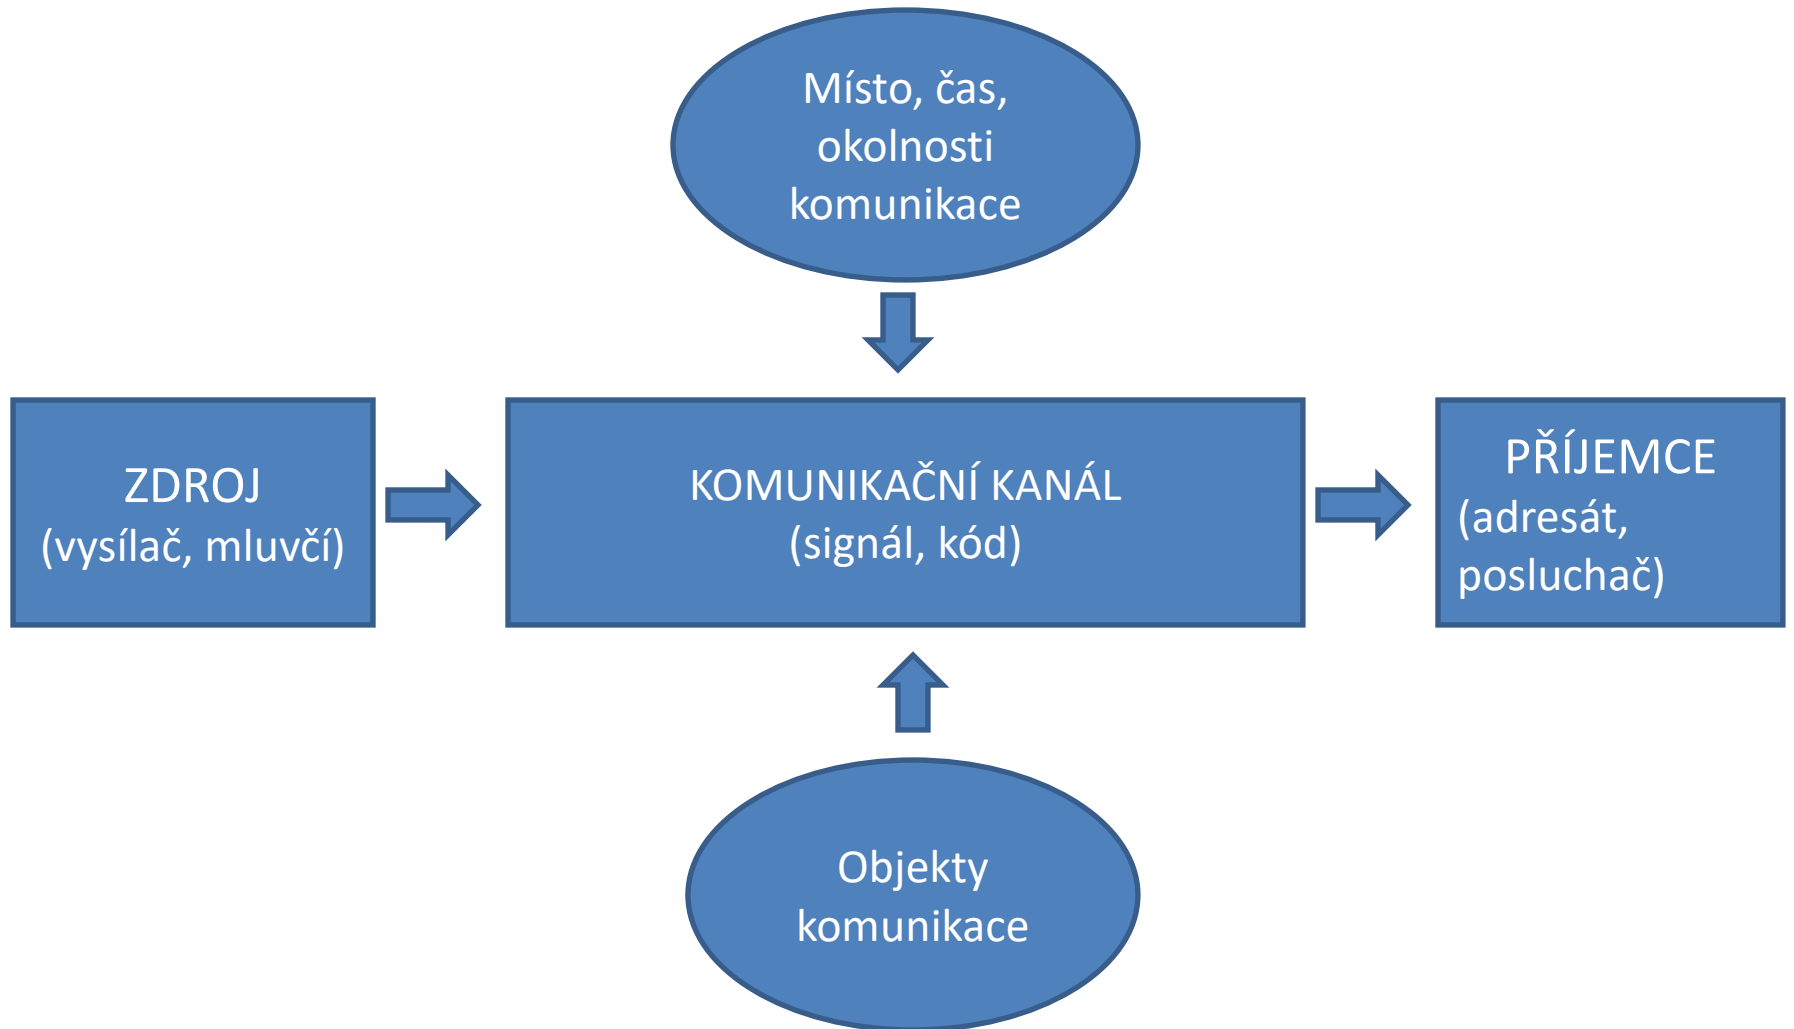 Místo, čas,
okolnosti
komunikace
ZDROJ
(vysílač, mluvčí)
KOMUNIKAČNÍ KANÁL
(signál, kód)
PŘÍJEMCE
(adresát,
posluchač)
Objekty
komunikace